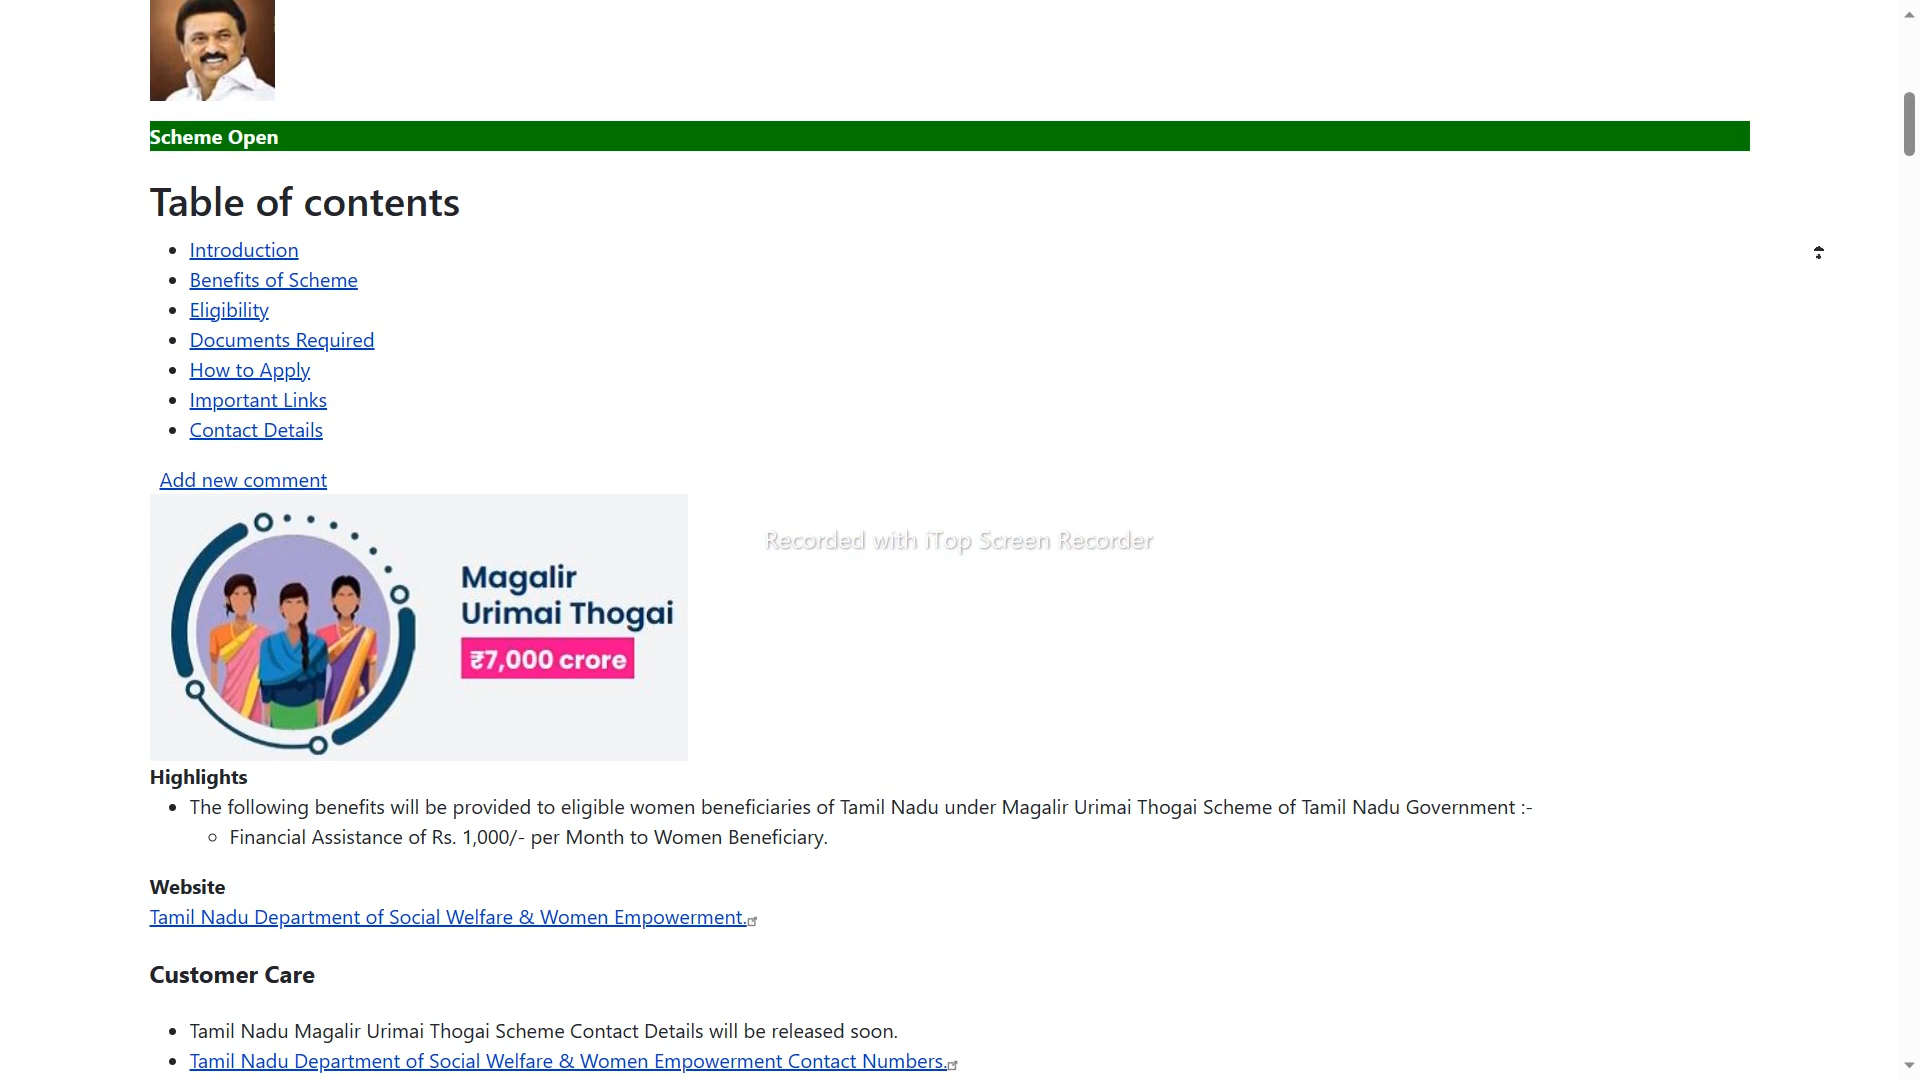 Scheme Open
Table of contents
Introduction
Benefits of Scheme
Eligibility
Documents Required
How to Apply
Important Links
Contact Details
Add new comment
Magalir
Urimai Thogai
₹7,000 crore
Recorded with iTop Screen Recorder
Highlights
The following benefits will be provided to eligible women beneficiaries of Tamil Nadu under Magalir Urimai Thogai Scheme of Tamil Nadu Government :-
Financial Assistance of Rs. 1,000/- per Month to Women Beneficiary.
Website
Tamil Nadu Department of Social Welfare & Women Empowerment.
Customer Care
Tamil Nadu Magalir Urimai Thogai Scheme Contact Details will be released soon.
Tamil Nadu Department of Social Welfare & Women Empowerment Contact Numbers.